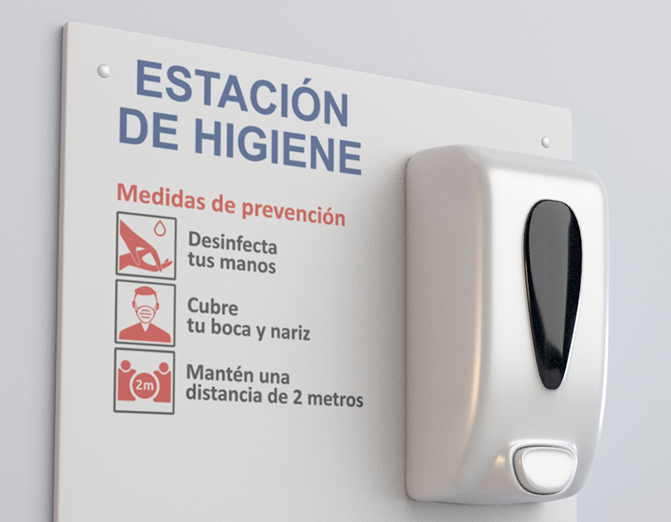 ESTACIÓN
DE HIGIENE
Medidas de prevención
Desinfecta
tus manos
Cubre
tu boca y nariz
2m
Mantén una
distancia de 2 metros